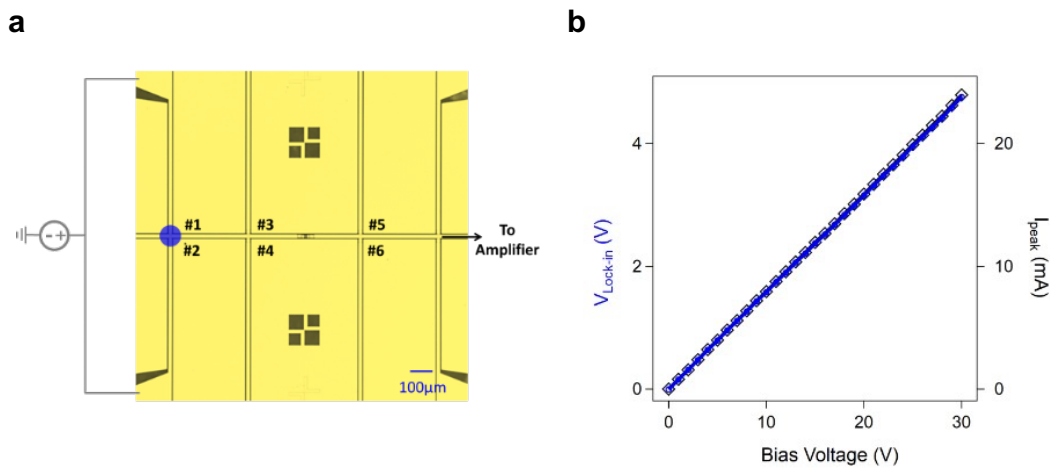 a
b
#1
#3
#5
#2
#4
#6
To
Amplifier
- +
100µm
4
2
0
20
10
0
0
10
20
30
V_Lock-in (V)
I_peak (mA)
Bias Voltage (V)